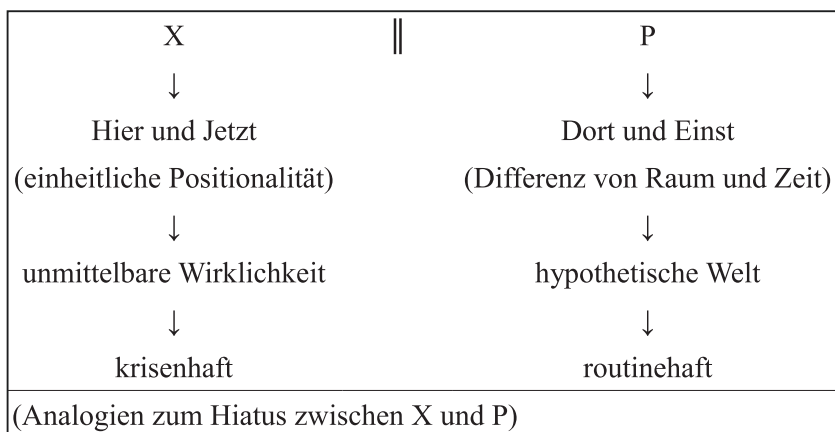 X ‖ P
↓ ↓
Hier und Jetzt Dort und Einst
(einheitliche Positionalität) (Differenz von Raum und Zeit)
↓ ↓
unmittelbare Wirklichkeit hypothetische Welt
↓ ↓
krisenhaft routinehaft
(Analogien zum Hiatus zwischen X und P)